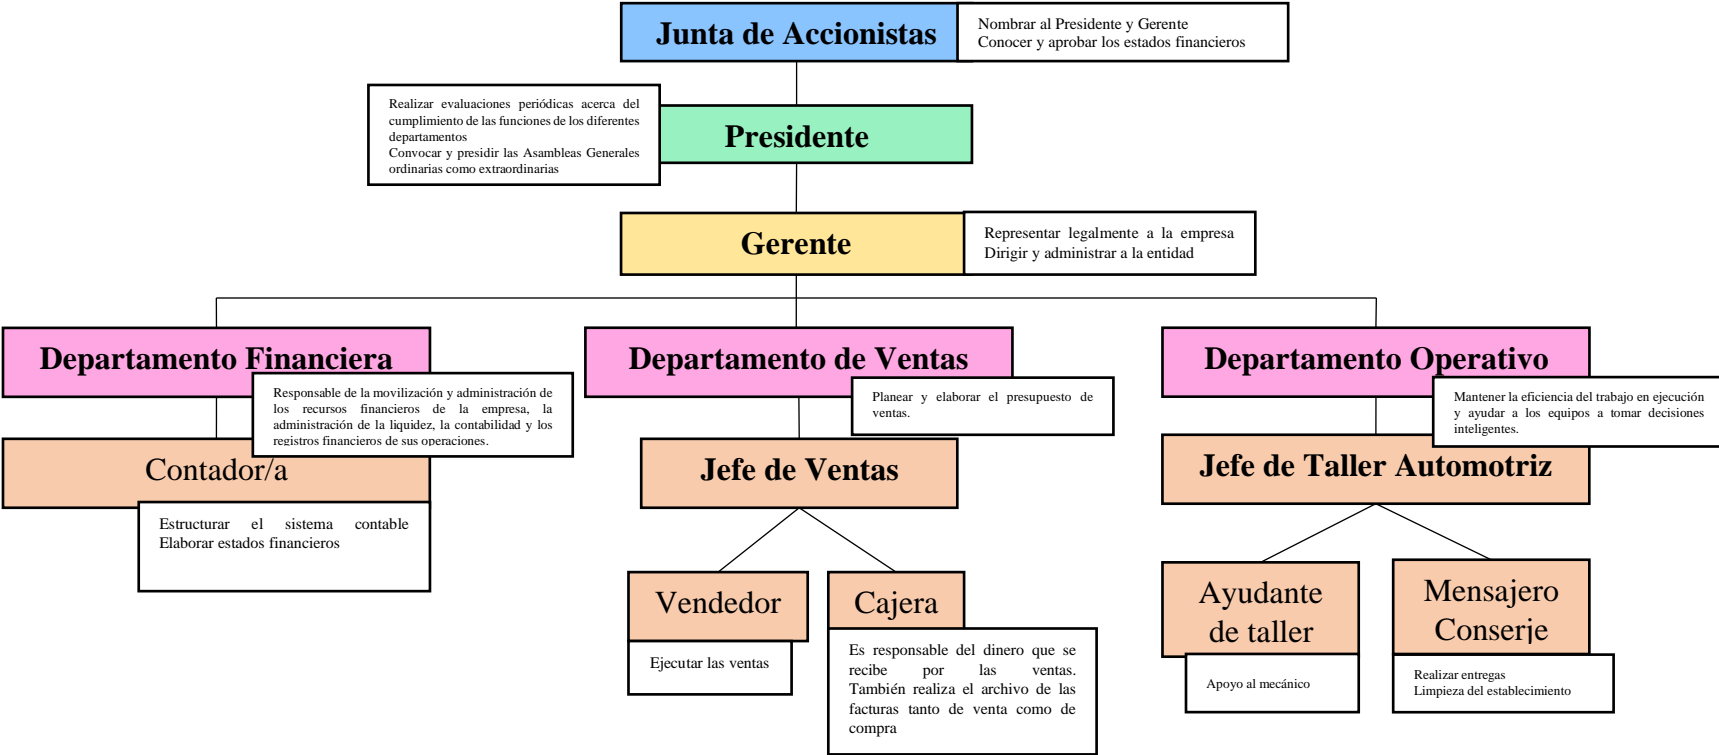 Junta de Accionistas
Nombrar al Presidente y Gerente
Conocer y aprobar los estados financieros
Realizar evaluaciones periódicas acerca del
cumplimiento de las funciones de los diferentes
departamentos
Convocar y presidir las Asambleas Generales
ordinarias como extraordinarias
Presidente
Gerente
Representar legalmente a la empresa
Dirigir y administrar a la entidad
Departamento Financiera
Responsable de la movilización y administración de
los recursos financieros de la empresa, la
administración de la liquidez, la contabilidad y los
registros financieros de sus operaciones.
Contador/a
Estructurar el sistema contable
Elaborar estados financieros
Departamento de Ventas
Planear y elaborar el presupuesto de
ventas.
Jefe de Ventas
Vendedor
Ejecutar las ventas
Cajera
Es responsable del dinero que se
recibe por las ventas.
También realiza el archivo de las
facturas tanto de venta como de
compra
Departamento Operativo
Mantener la eficiencia del trabajo en ejecución
y ayudar a los equipos a tomar decisiones
inteligentes.
Jefe de Taller Automotriz
Ayudante
de taller
Apoyo al mecánico
Mensajero
Conserje
Realizar entregas
Limpieza del establecimiento